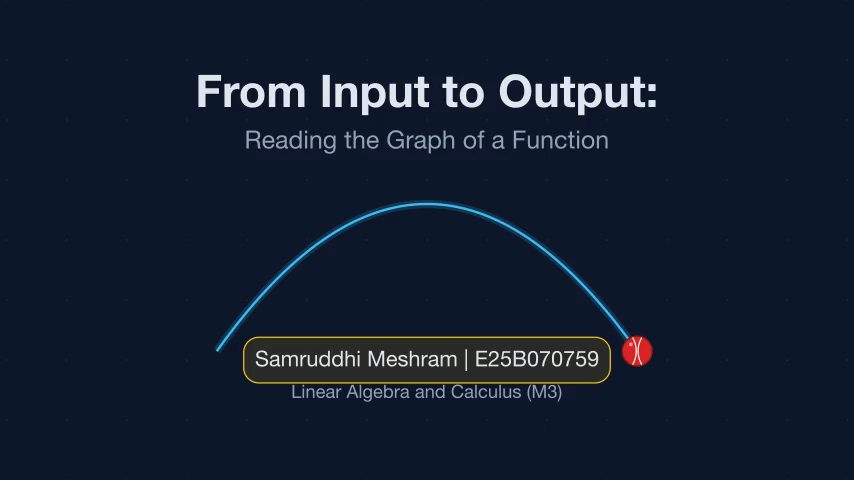 From Input to Output:
Reading the Graph of a Function
Samruddhi Meshram | E25B070759
Linear Algebra and Calculus (M3)